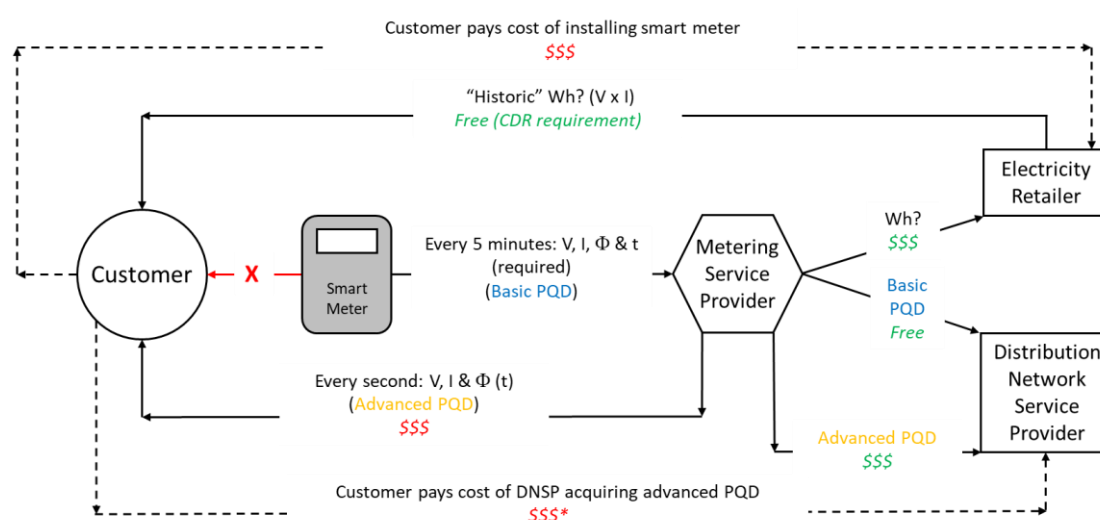 Customer pays cost of installing smart meter
$$$
“Historic” Wh? (V x I)
Free (CDR requirement)
Electricity
Retailer
Customer
X
Smart
Meter
Every 5 minutes: V, I, Φ & t
(required)
(Basic PQD)
Metering
Service
Provider
Wh?
$$$
Basic
PQD
Free
Distribution
Network
Service
Provider
Every second: V, I & Φ (t)
(Advanced PQD)
$$$
Advanced PQD
$$$
Customer pays cost of DNSP acquiring advanced PQD
$$$*